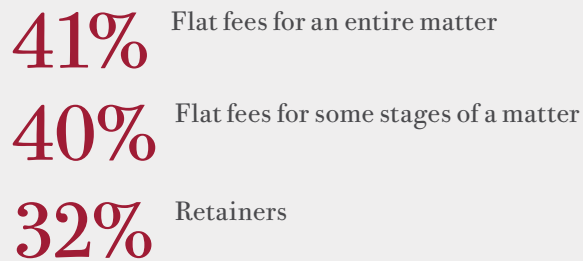 41% Flat fees for an entire matter
40% Flat fees for some stages of a matter
32% Retainers